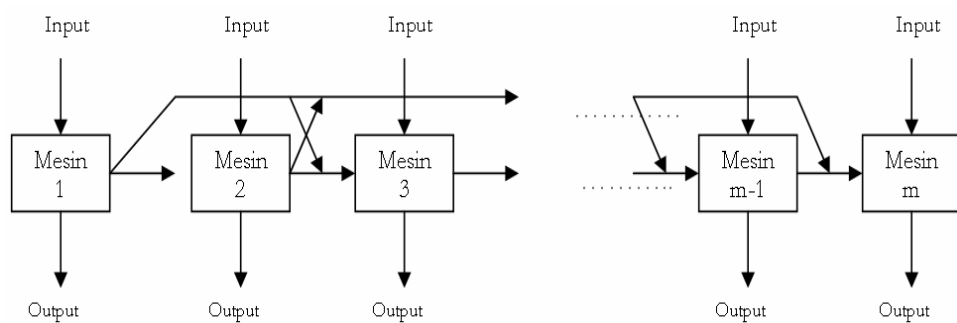 Input Input Input Input Input
Mesin Mesin Mesin Mesin Mesin
1 2 3 m-1 m
Output Output Output Output Output